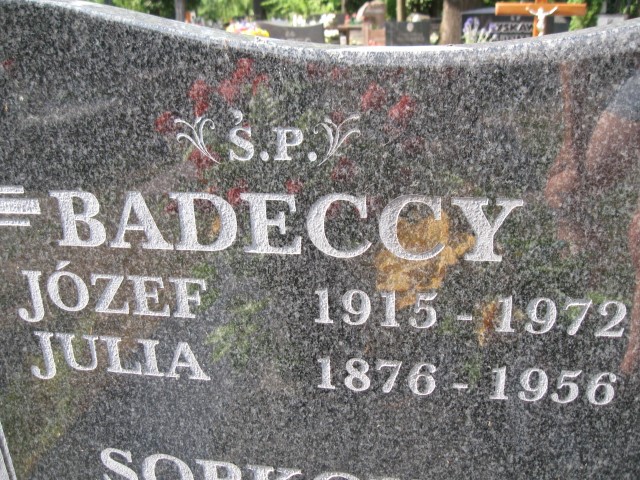 Ś.P.
BADECCY
JÓZEF 1915 - 1972
JULIA 1876 - 1956